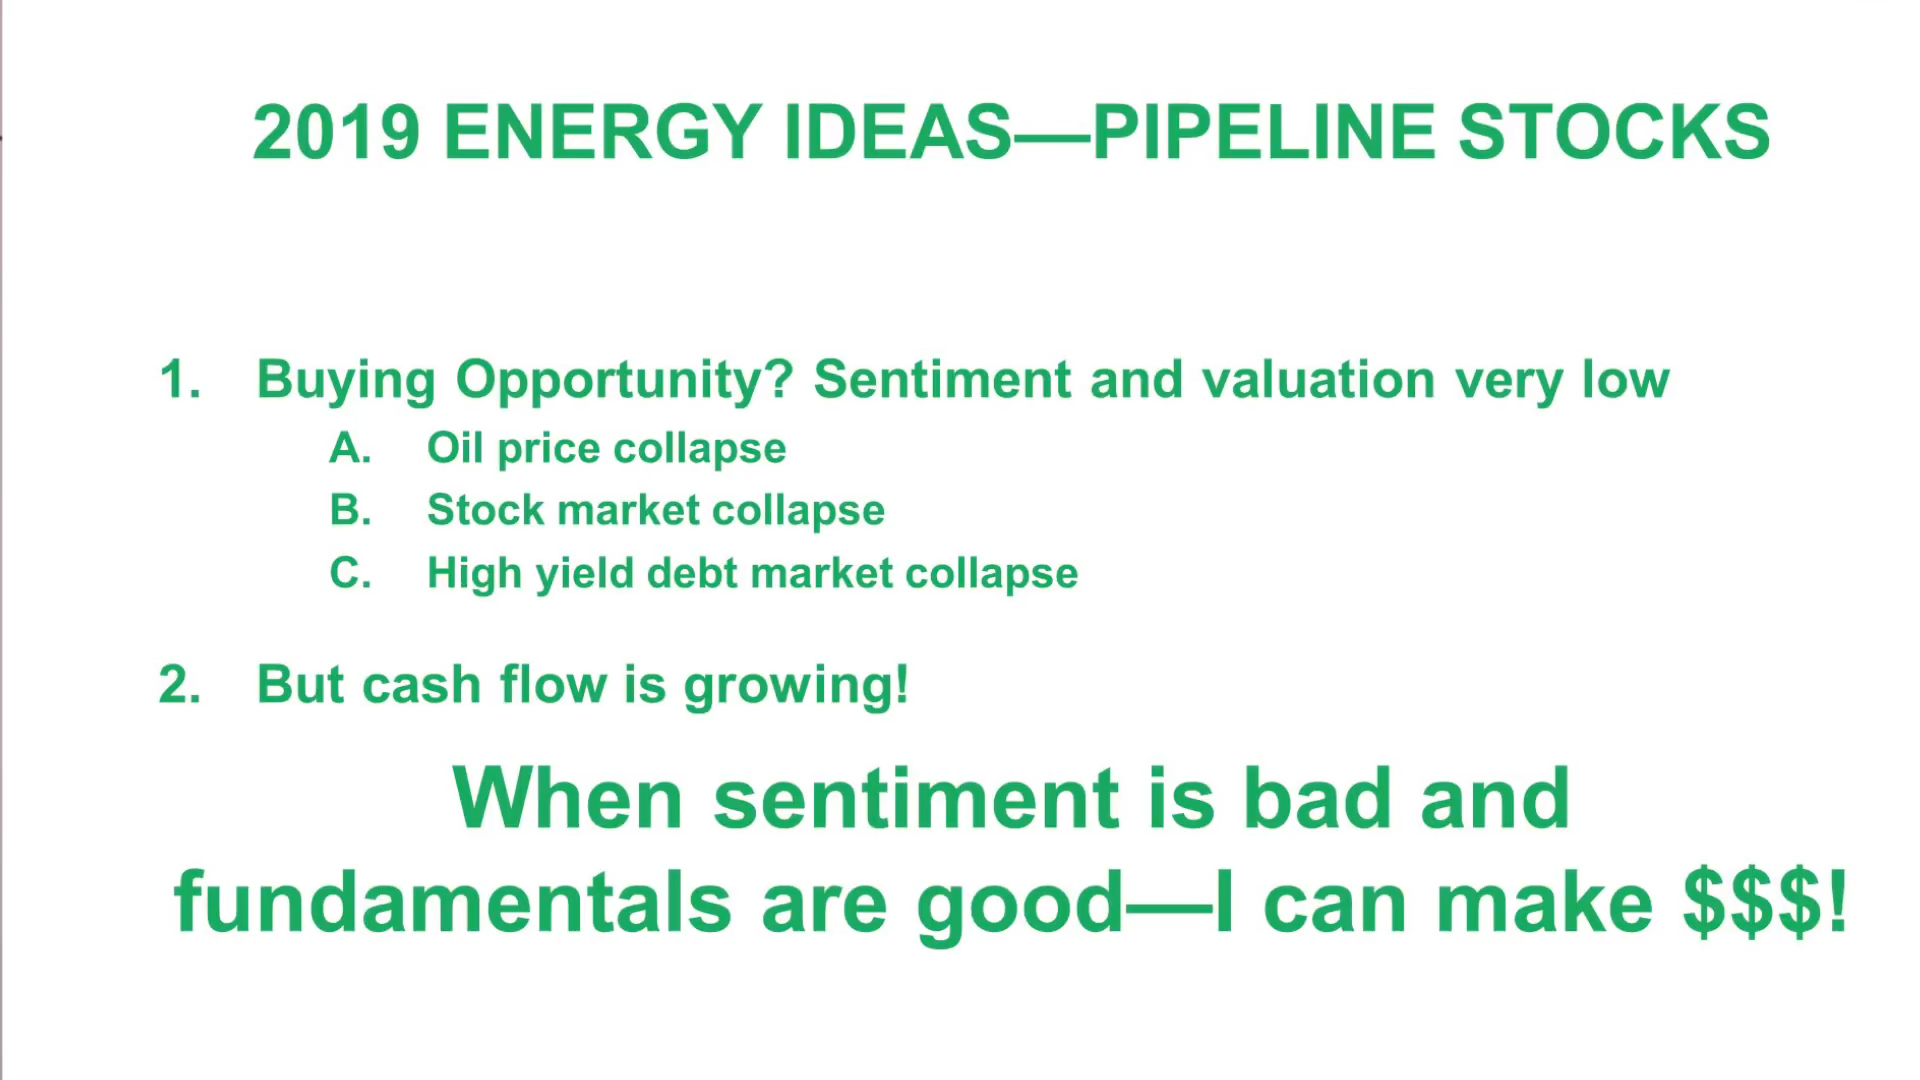 2019 ENERGY IDEAS—PIPELINE STOCKS
1. Buying Opportunity? Sentiment and valuation very low
A. Oil price collapse
B. Stock market collapse
C. High yield debt market collapse
2. But cash flow is growing!
When sentiment is bad and
fundamentals are good—I can make $$$!